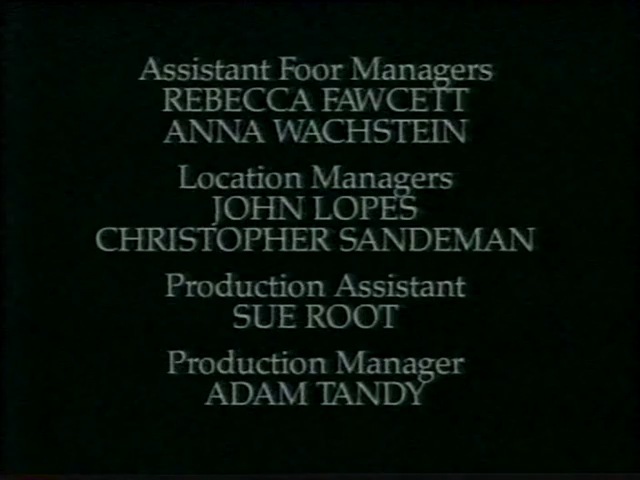 Assistant Foor Managers
REBECCA FAWCETT
ANNA WACHSTEIN
Location Managers
JOHN LOPES
CHRISTOPHER SANDEMAN
Production Assistant
SUE ROOT
Production Manager
ADAM TANDY